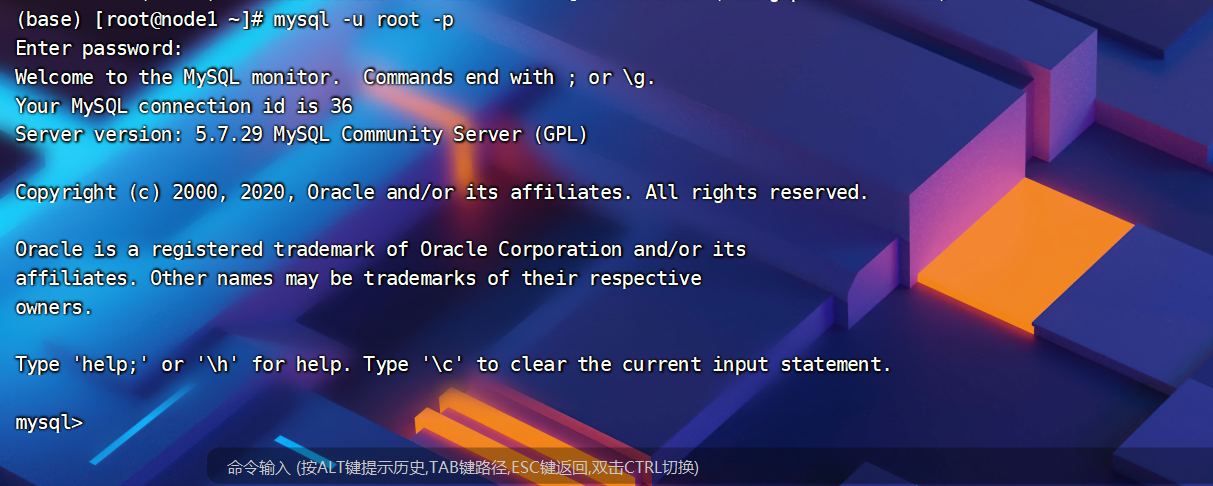 (base) [root@node1 ~]# mysql -u root -p
Enter password:
Welcome to the MySQL monitor.  Commands end with ; or \g.
Your MySQL connection id is 36
Server version: 5.7.29 MySQL Community Server (GPL)
Copyright (c) 2000, 2020, Oracle and/or its affiliates. All rights reserved.
Oracle is a registered trademark of Oracle Corporation and/or its
affiliates. Other names may be trademarks of their respective
owners.
Type 'help;' or '\h' for help. Type '\c' to clear the current input statement.
mysql>
命令输入 (按ALT键提示历史,TAB键路径,ESC键返回,双击CTRL切换)